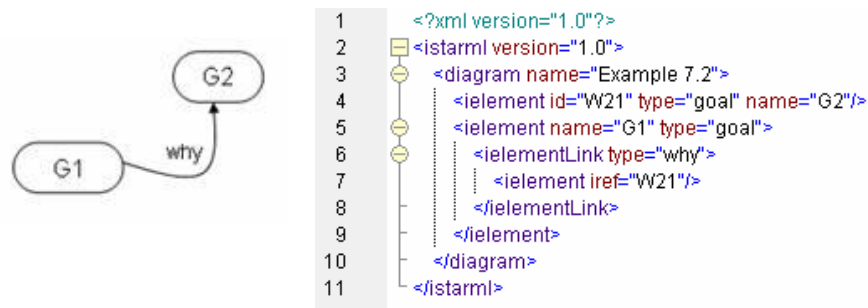 G2
why
G1
1 <?xml version="1.0"?>
2 <istarml version="1.0">
3 <diagram name="Example 7.2">
4 <ielement id="W21" type="goal" name="G2"/>
5 <ielement name="G1" type="goal">
6 <ielementLink type="why">
7 <ielement iref="W21"/>
8 </ielementLink>
9 </ielement>
10 </diagram>
11 </istarml>